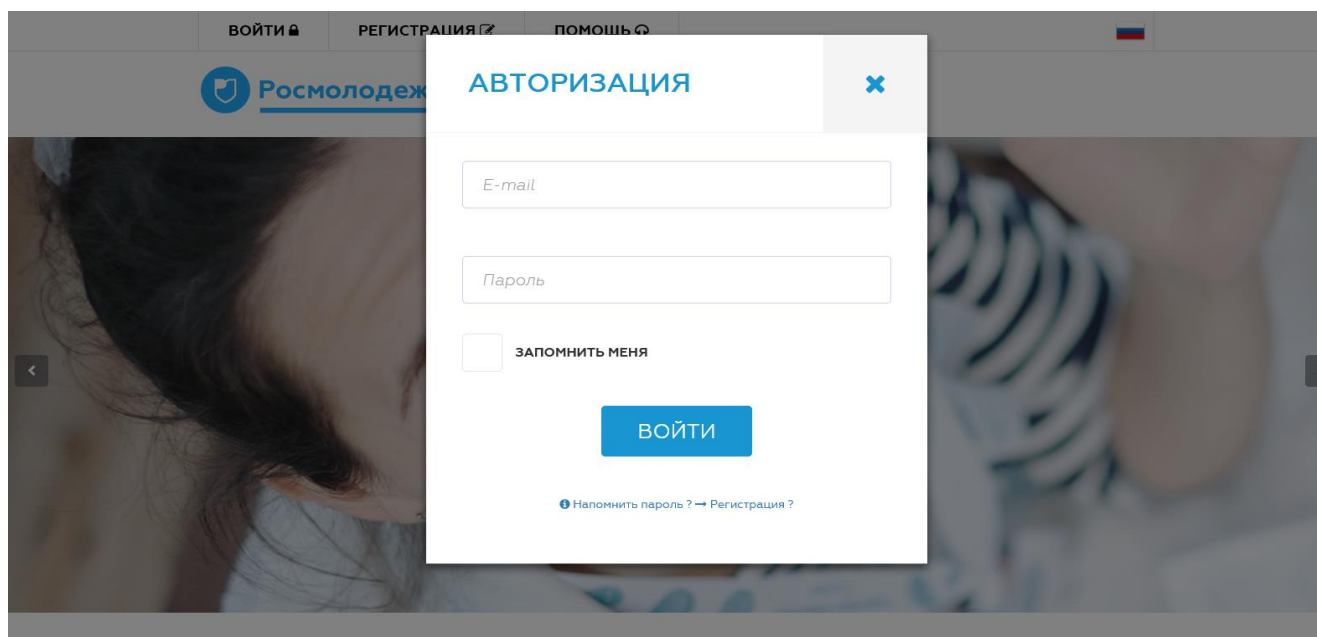 ВОЙТИ РЕГИСТРАЦИЯ ПОМОЩЬ
Росмолодеж
АВТОРИЗАЦИЯ
E-mail
Пароль
ЗАПОМНИТЬ МЕНЯ
ВОЙТИ
Напомнить пароль ? → Регистрация ?